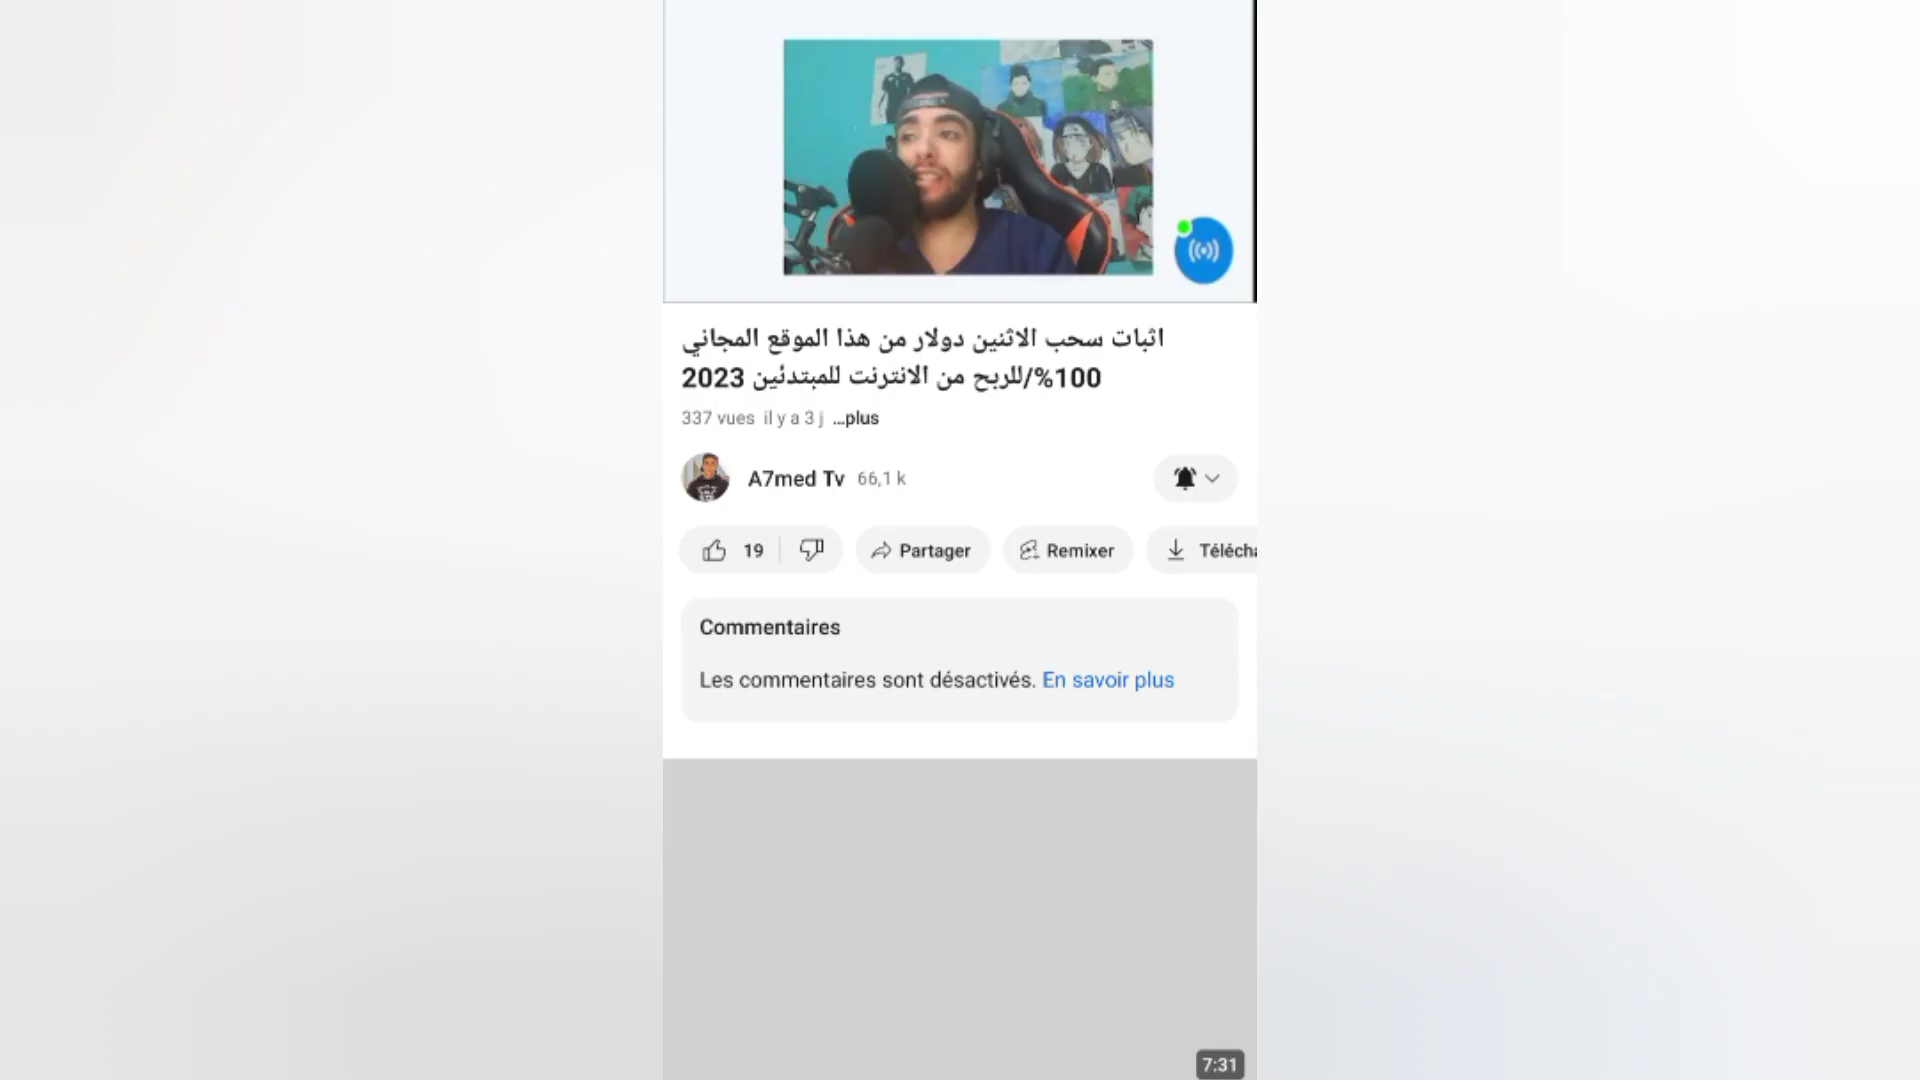 اثبات سحب الاثنين دولار من هذا الموقع المجاني
100%/للربح من الانترنت للمبتدئين 2023
337 vues il y a 3 j ...plus
A7med Tv 66,1 k
19 Partager Remixer Télécha
Commentaires
Les commentaires sont désactivés. En savoir plus
7:31